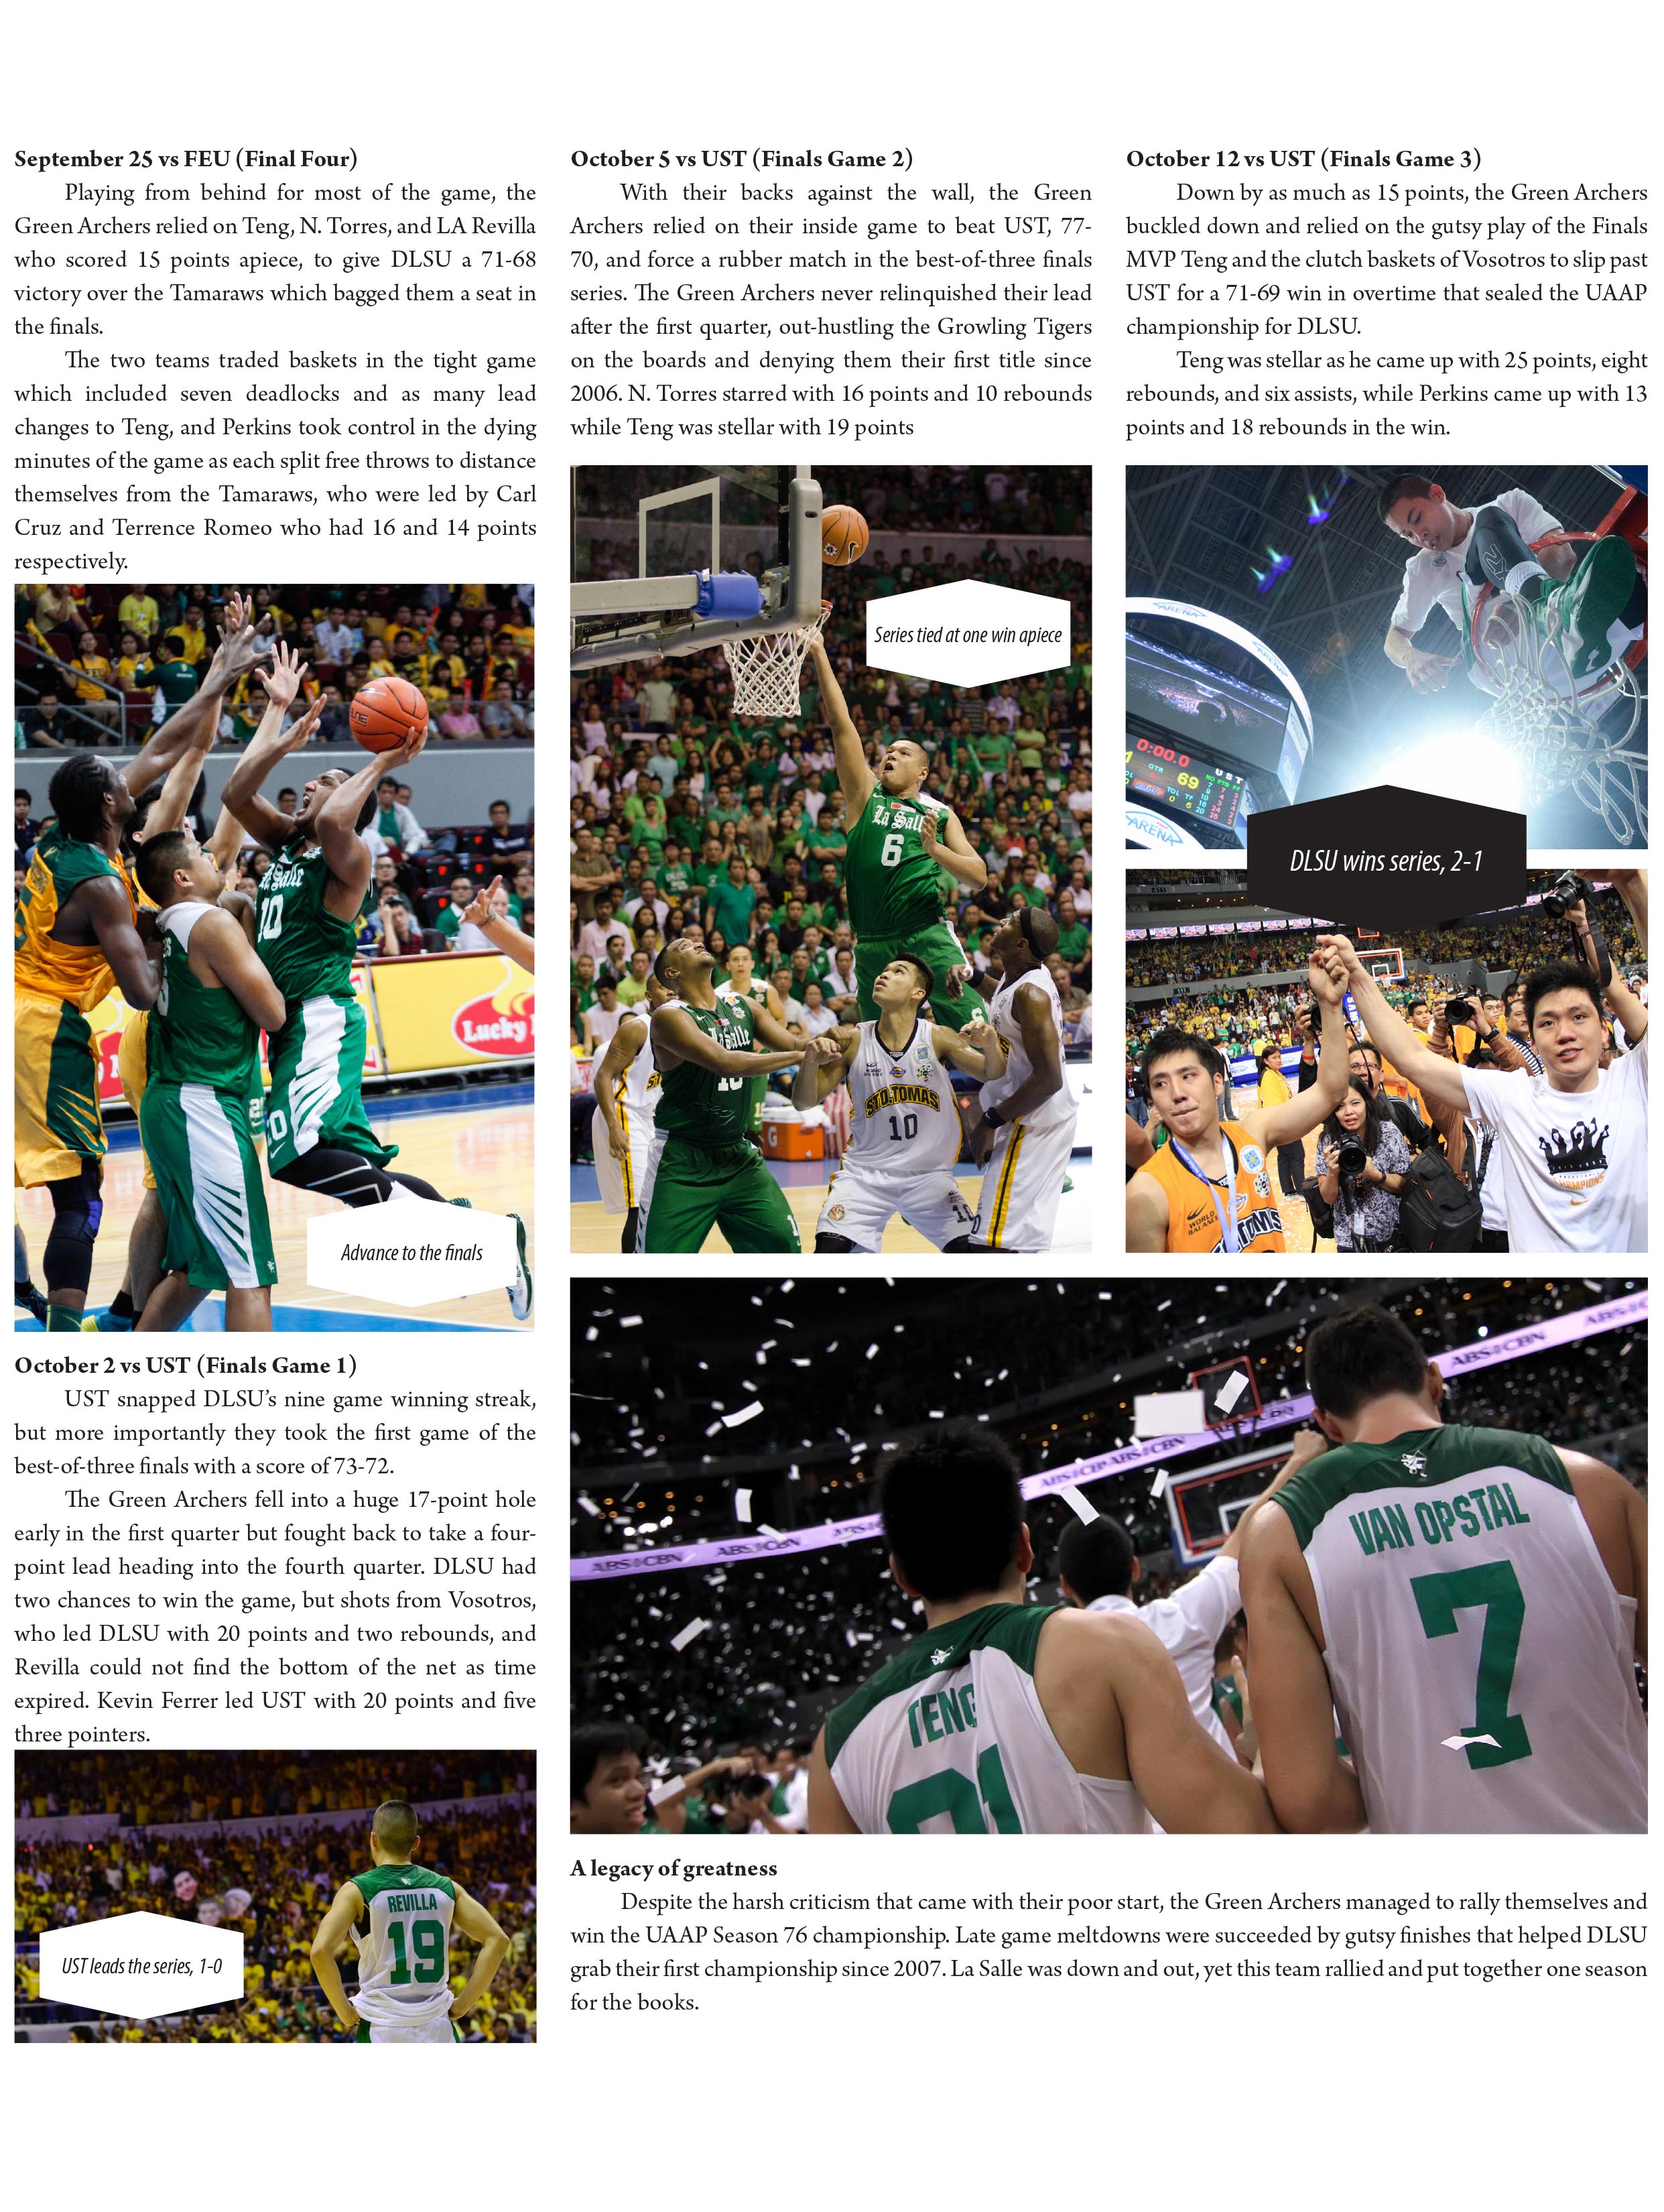 September 25 vs FEU (Final Four)
Playing from behind for most of the game, the
Green Archers relied on Teng, N. Torres, and LA Revilla
who scored 15 points apiece, to give DLSU a 71-68
victory over the Tamaraws which bagged them a seat in
the finals.
The two teams traded baskets in the tight game
which included seven deadlocks and as many lead
changes to Teng, and Perkins took control in the dying
minutes of the game as each split free throws to distance
themselves from the Tamaraws, who were led by Carl
Cruz and Terrence Romeo who had 16 and 14 points
respectively.
La Salle
10
10
Lucky
Advance to the finals
October 2 vs UST (Finals Game 1)
UST snapped DLSU's nine game winning streak,
but more importantly they took the first game of the
best-of-three finals with a score of 73-72.
The Green Archers fell into a huge 17-point hole
early in the first quarter but fought back to take a four-
point lead heading into the fourth quarter. DLSU had
two chances to win the game, but shots from Vosotros,
who led DLSU with 20 points and two rebounds, and
Revilla could not find the bottom of the net as time
expired. Kevin Ferrer led UST with 20 points and five
three pointers.
REVILLA
19
UST leads the series, 1-0
October 5 vs UST (Finals Game 2)
With their backs against the wall, the Green
Archers relied on their inside game to beat UST, 77-
70, and force a rubber match in the best-of-three finals
series. The Green Archers never relinquished their lead
after the first quarter, out-hustling the Growling Tigers
on the boards and denying them their first title since
2006. N. Torres starred with 16 points and 10 rebounds
while Teng was stellar with 19 points
Series tied at one win apiece
La Salle
6
La Salle
10
STO.TOMAS
10
10
October 12 vs UST (Finals Game 3)
Down by as much as 15 points, the Green Archers
buckled down and relied on the gutsy play of the Finals
MVP Teng and the clutch baskets of Vosotros to slip past
UST for a 71-69 win in overtime that sealed the UAAP
championship for DLSU.
Teng was stellar as he came up with 25 points, eight
rebounds, and six assists, while Perkins came up with 13
points and 18 rebounds in the win.
ARENA
ARENA
0:00.0
UST
QTR
69
TOL TF
ARENA
DLSU wins series, 2-1
WORLD
BALANCE
CHAMPIONS
ABS-CBN
ABS-CBN
ABS-CBN
ABS-CBN
ABS-CBN
TENG
VAN OPSTAL
7
A legacy of greatness
Despite the harsh criticism that came with their poor start, the Green Archers managed to rally themselves and
win the UAAP Season 76 championship. Late game meltdowns were succeeded by gutsy finishes that helped DLSU
grab their first championship since 2007. La Salle was down and out, yet this team rallied and put together one season
for the books.